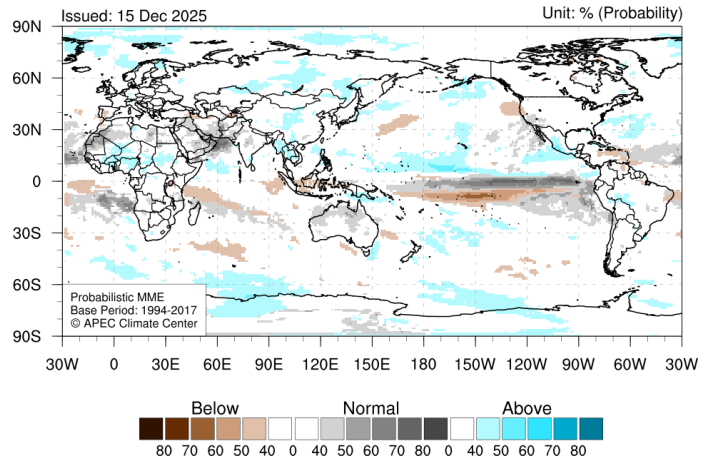 Issued: 15 Dec 2025
Unit: % (Probability)
90N
60N
30N
0
30S
60S
90S
Probabilistic MME
Base Period: 1994-2017
© APEC Climate Center
30W 0 30E 60E 90E 120E 150E 180 150W 120W 90W 60W 30W
Below Normal Above
80 70 60 50 40 0 0 40 50 60 70 80 0 40 50 60 70 80